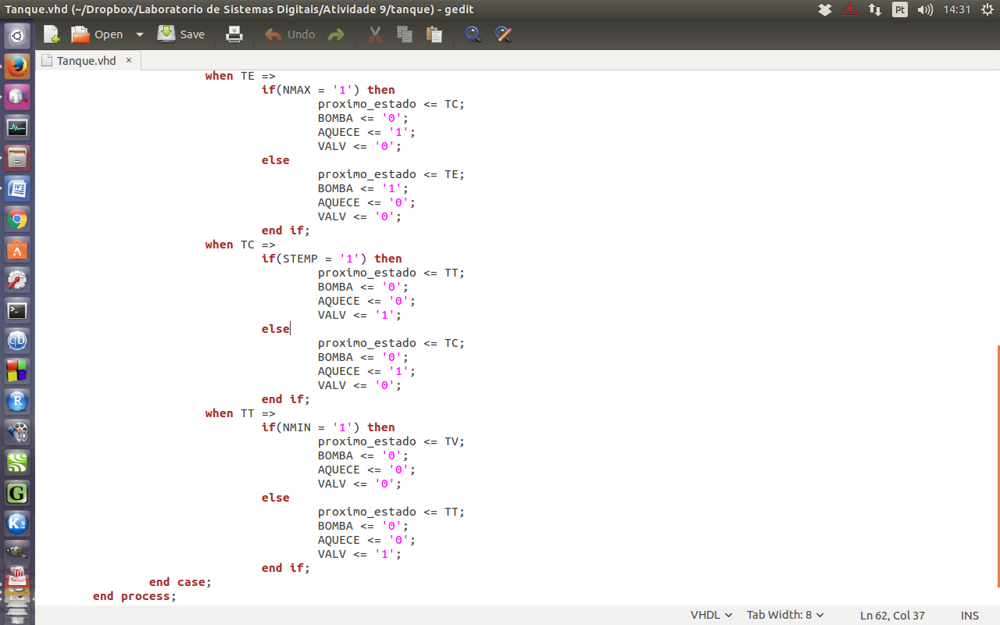 Tanque.vhd (~/Dropbox/Laboratorio de Sistemas Digitais/Atividade 9/tanque) - gedit
Pt
14:31
Open
Save
Undo
Tanque.vhd ×
when TE =>
if(NMAX = '1') then
proximo_estado <= TC;
BOMBA <= '0';
AQUECE <= '1';
VALV <= '0';
else
proximo_estado <= TE;
BOMBA <= '1';
AQUECE <= '0';
VALV <= '0';
end if;
when TC =>
if(STEMP = '1') then
proximo_estado <= TT;
BOMBA <= '0';
AQUECE <= '0';
VALV <= '1';
else
proximo_estado <= TC;
BOMBA <= '0';
AQUECE <= '1';
VALV <= '0';
end if;
when TT =>
if(NMIN = '1') then
proximo_estado <= TV;
BOMBA <= '0';
AQUECE <= '0';
VALV <= '0';
else
proximo_estado <= TT;
BOMBA <= '0';
AQUECE <= '0';
VALV <= '1';
end if;
end case;
end process;
VHDL
Tab Width: 8
Ln 62, Col 37
INS
W
A
qb
R
G
K